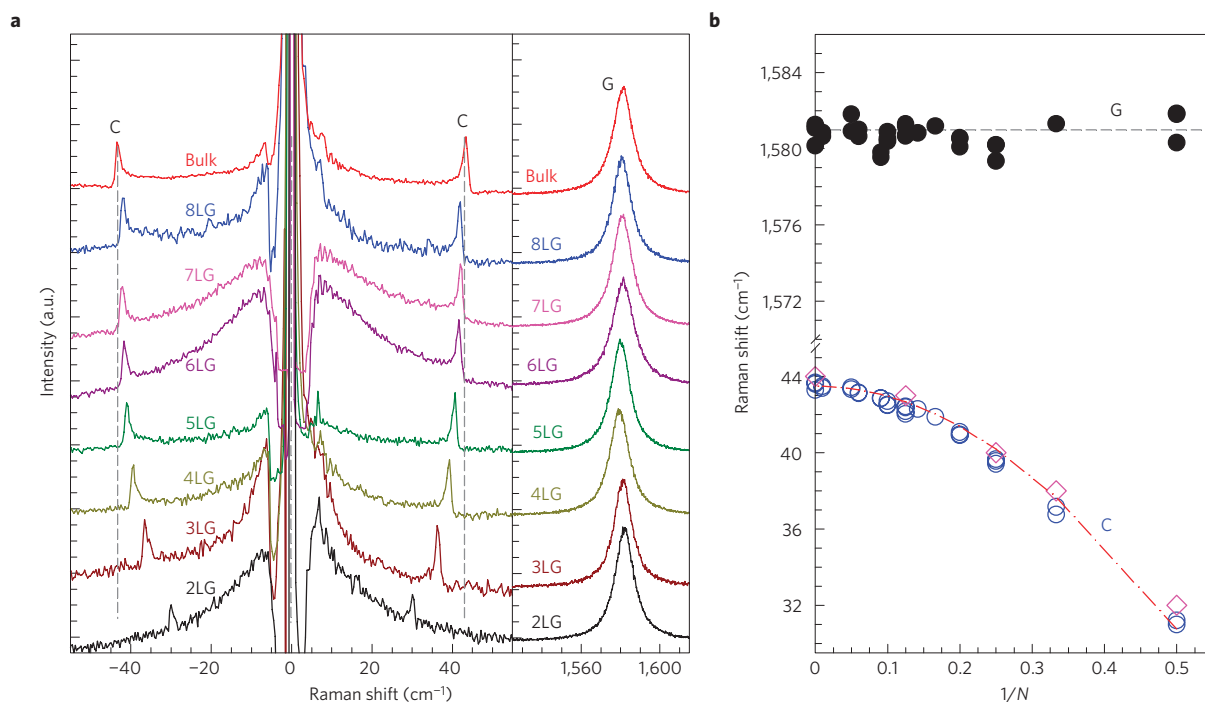 a
C
C
Bulk
8LG
7LG
6LG
5LG
4LG
3LG
2LG
Intensity (a.u.)
−40
−20
0
20
40
Raman shift (cm−1)
G
Bulk
8LG
7LG
6LG
5LG
4LG
3LG
2LG
1,560
1,600
b
1,584
1,580
1,576
1,572
44
40
36
32
Raman shift (cm−1)
G
C
0
0.1
0.2
0.3
0.4
0.5
1/N